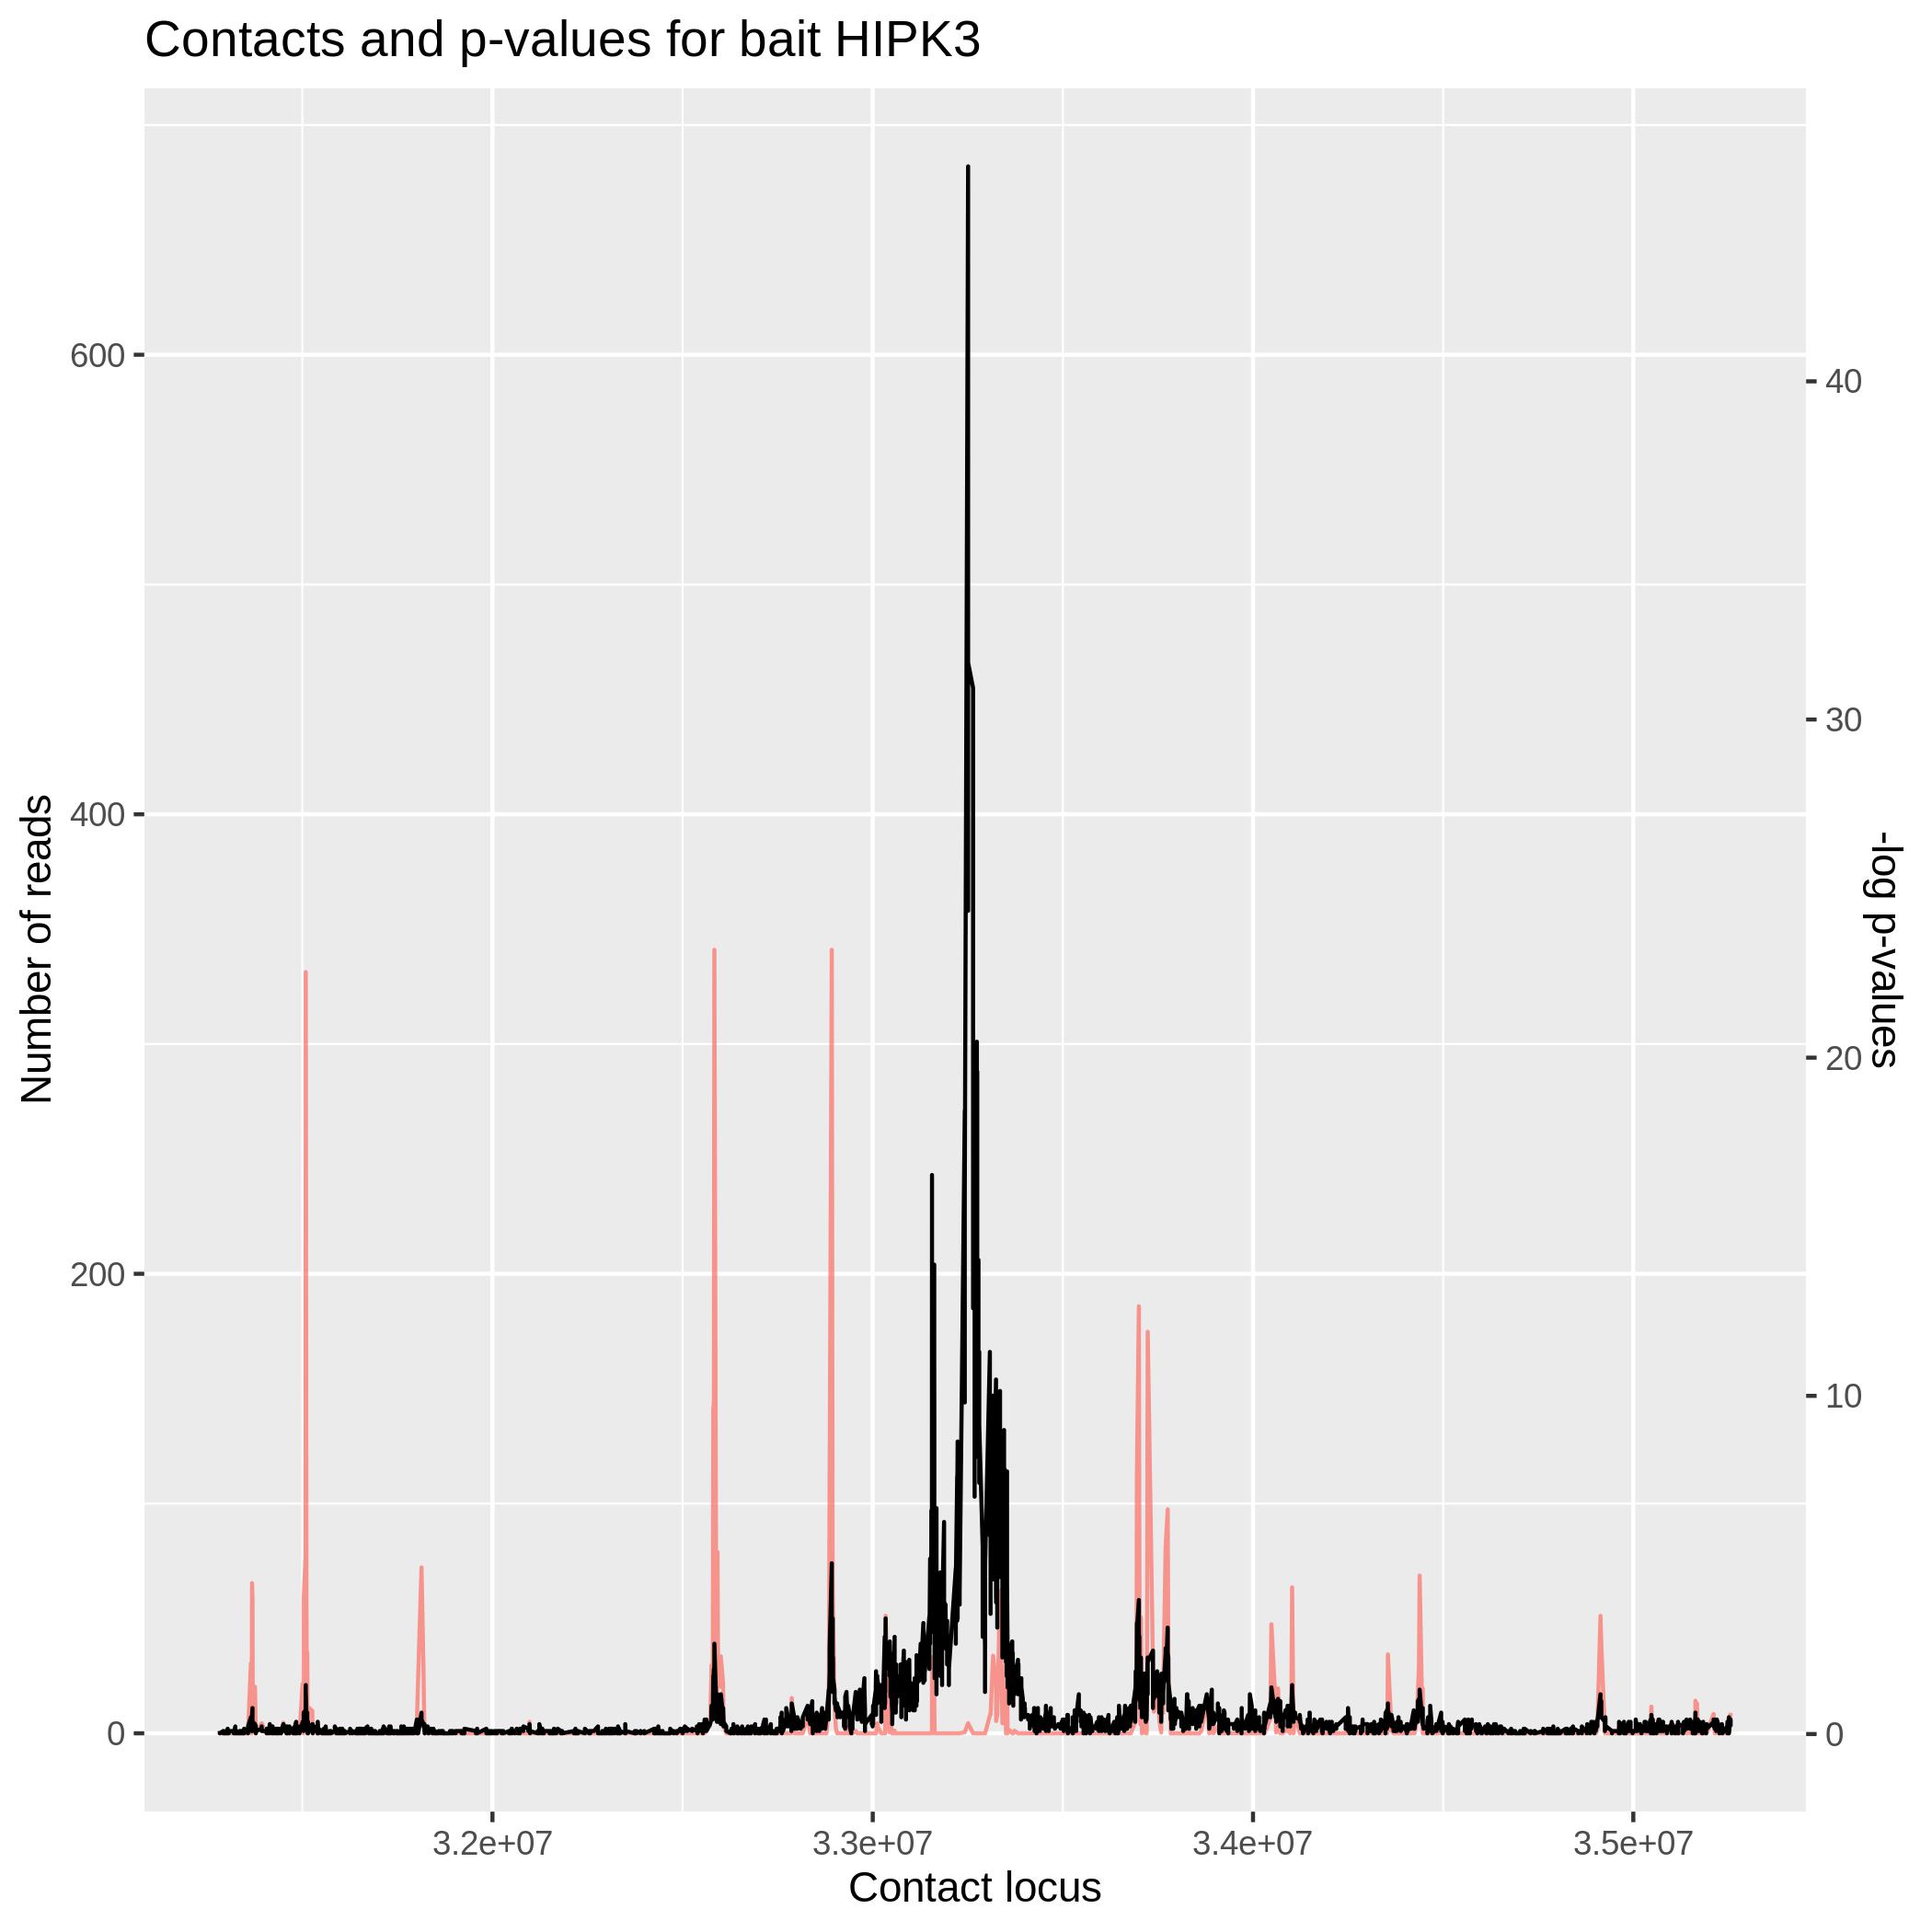 Contacts and p-values for bait HIPK3
Number of reads
600
400
200
0
40
30
20
10
0
-log p-values
3.2e+07
3.3e+07
3.4e+07
3.5e+07
Contact locus